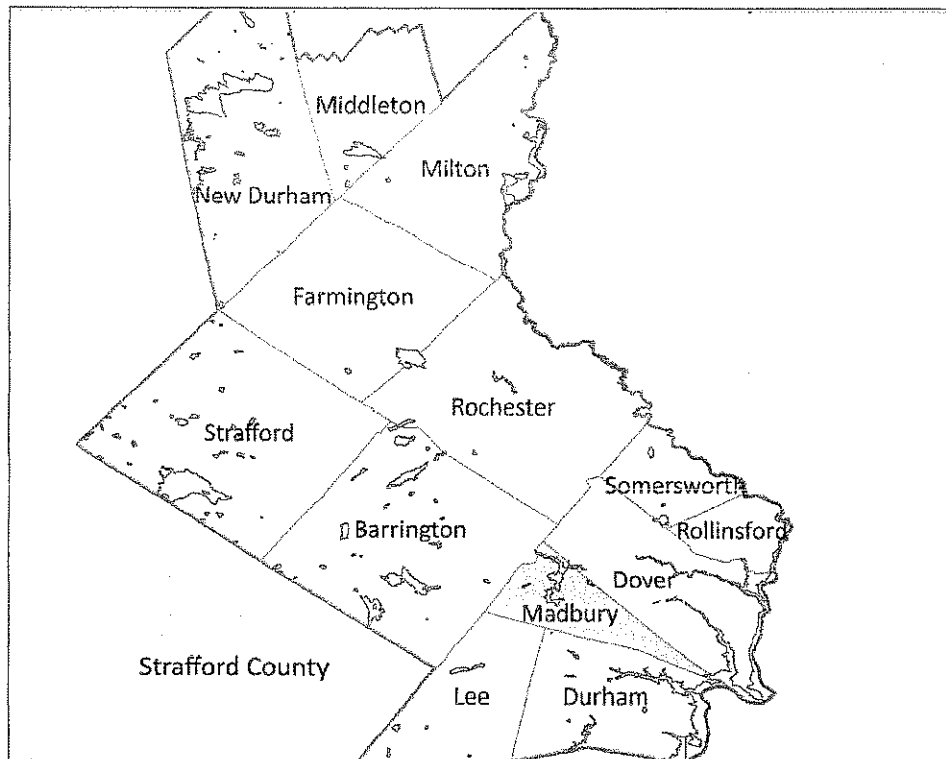 Middleton
Milton
New Durham
Farmington
Rochester
Strafford
Somersworth
Rollinsford
Barrington
Dover
Madbury
Strafford County
Lee
Durham